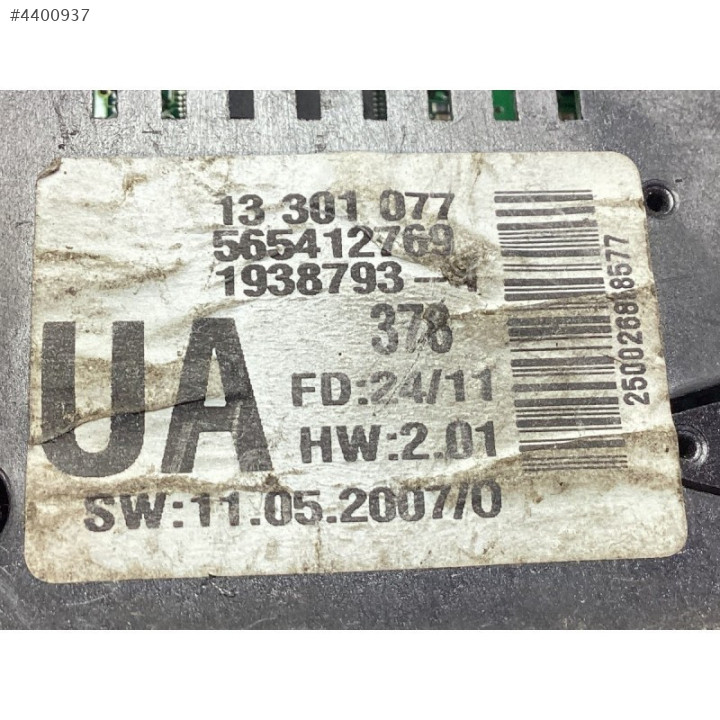 #4400937
13 301 077
565412769
1938793-
378
UA
FD:24/11
HW:2.01
SW:11.05.2007/0